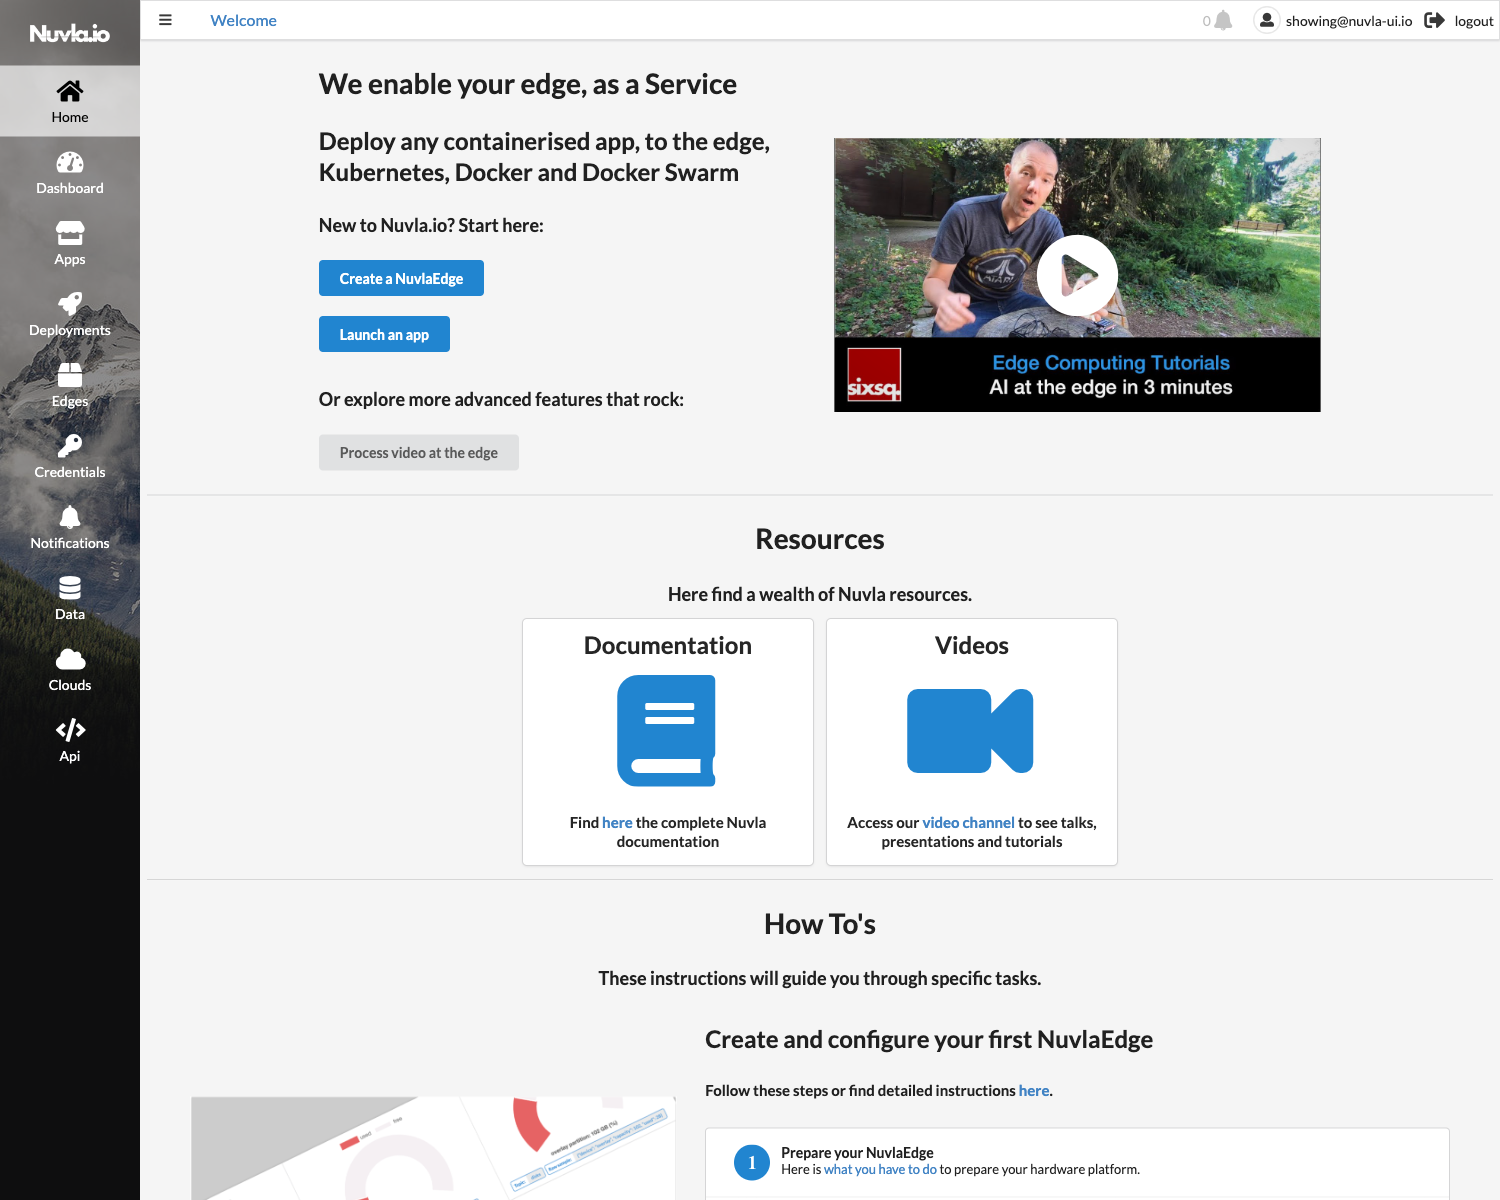 Nuvla.io
Welcome
0
showing@nuvla-ui.io
logout
Home
Dashboard
Apps
Deployments
Edges
Credentials
Notifications
Data
Clouds
Api
We enable your edge, as a Service
Deploy any containerised app, to the edge,
Kubernetes, Docker and Docker Swarm
New to Nuvla.io? Start here:
Create a NuvlaEdge
Launch an app
Or explore more advanced features that rock:
Process video at the edge
sixsq
Edge Computing Tutorials
AI at the edge in 3 minutes
Resources
Here find a wealth of Nuvla resources.
Documentation
Find here the complete Nuvla
documentation
Videos
Access our video channel to see talks,
presentations and tutorials
How To's
These instructions will guide you through specific tasks.
Create and configure your first NuvlaEdge
Follow these steps or find detailed instructions here.
1
Prepare your NuvlaEdge
Here is what you have to do to prepare your hardware platform.
used
free
overlay partition: 102 GB (%)